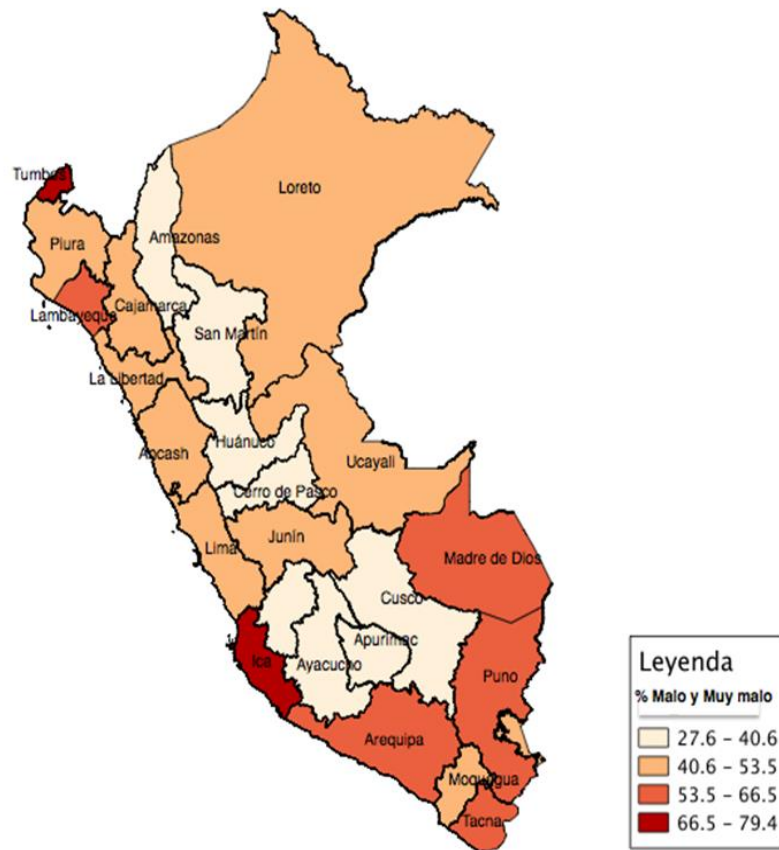 Tumbes
Loreto
Piura
Amazonas
Lambayeque
Cajamarca
San Martín
La Libertad
Huánuco
Ancash
Ucayali
Cerro de Pasco
Lima
Junín
Madre de Dios
Cusco
Apurímac
Ica
Ayacucho
Puno
Arequipa
Moquegua
Tacna
Leyenda
% Malo y Muy malo
27.6 - 40.6
40.6 - 53.5
53.5 - 66.5
66.5 - 79.4